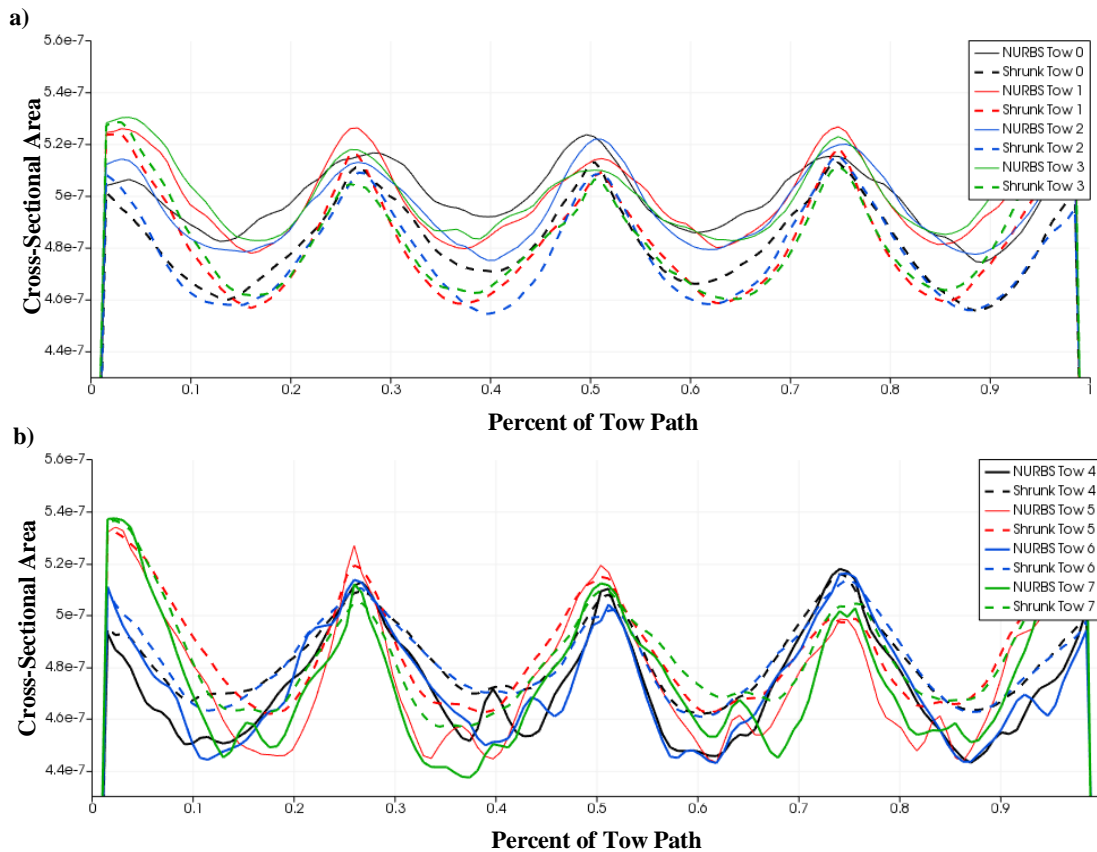 a)
5.6e-7
5.4e-7
5.2e-7
5e-7
4.8e-7
4.6e-7
4.4e-7
Cross-Sectional Area
NURBS Tow 0
Shrunk Tow 0
NURBS Tow 1
Shrunk Tow 1
NURBS Tow 2
Shrunk Tow 2
NURBS Tow 3
Shrunk Tow 3
0 0.1 0.2 0.3 0.4 0.5 0.6 0.7 0.8 0.9 1
Percent of Tow Path
b)
5.6e-7
5.4e-7
5.2e-7
5e-7
4.8e-7
4.6e-7
4.4e-7
Cross-Sectional Area
NURBS Tow 4
Shrunk Tow 4
NURBS Tow 5
Shrunk Tow 5
NURBS Tow 6
Shrunk Tow 6
NURBS Tow 7
Shrunk Tow 7
0 0.1 0.2 0.3 0.4 0.5 0.6 0.7 0.8 0.9
Percent of Tow Path